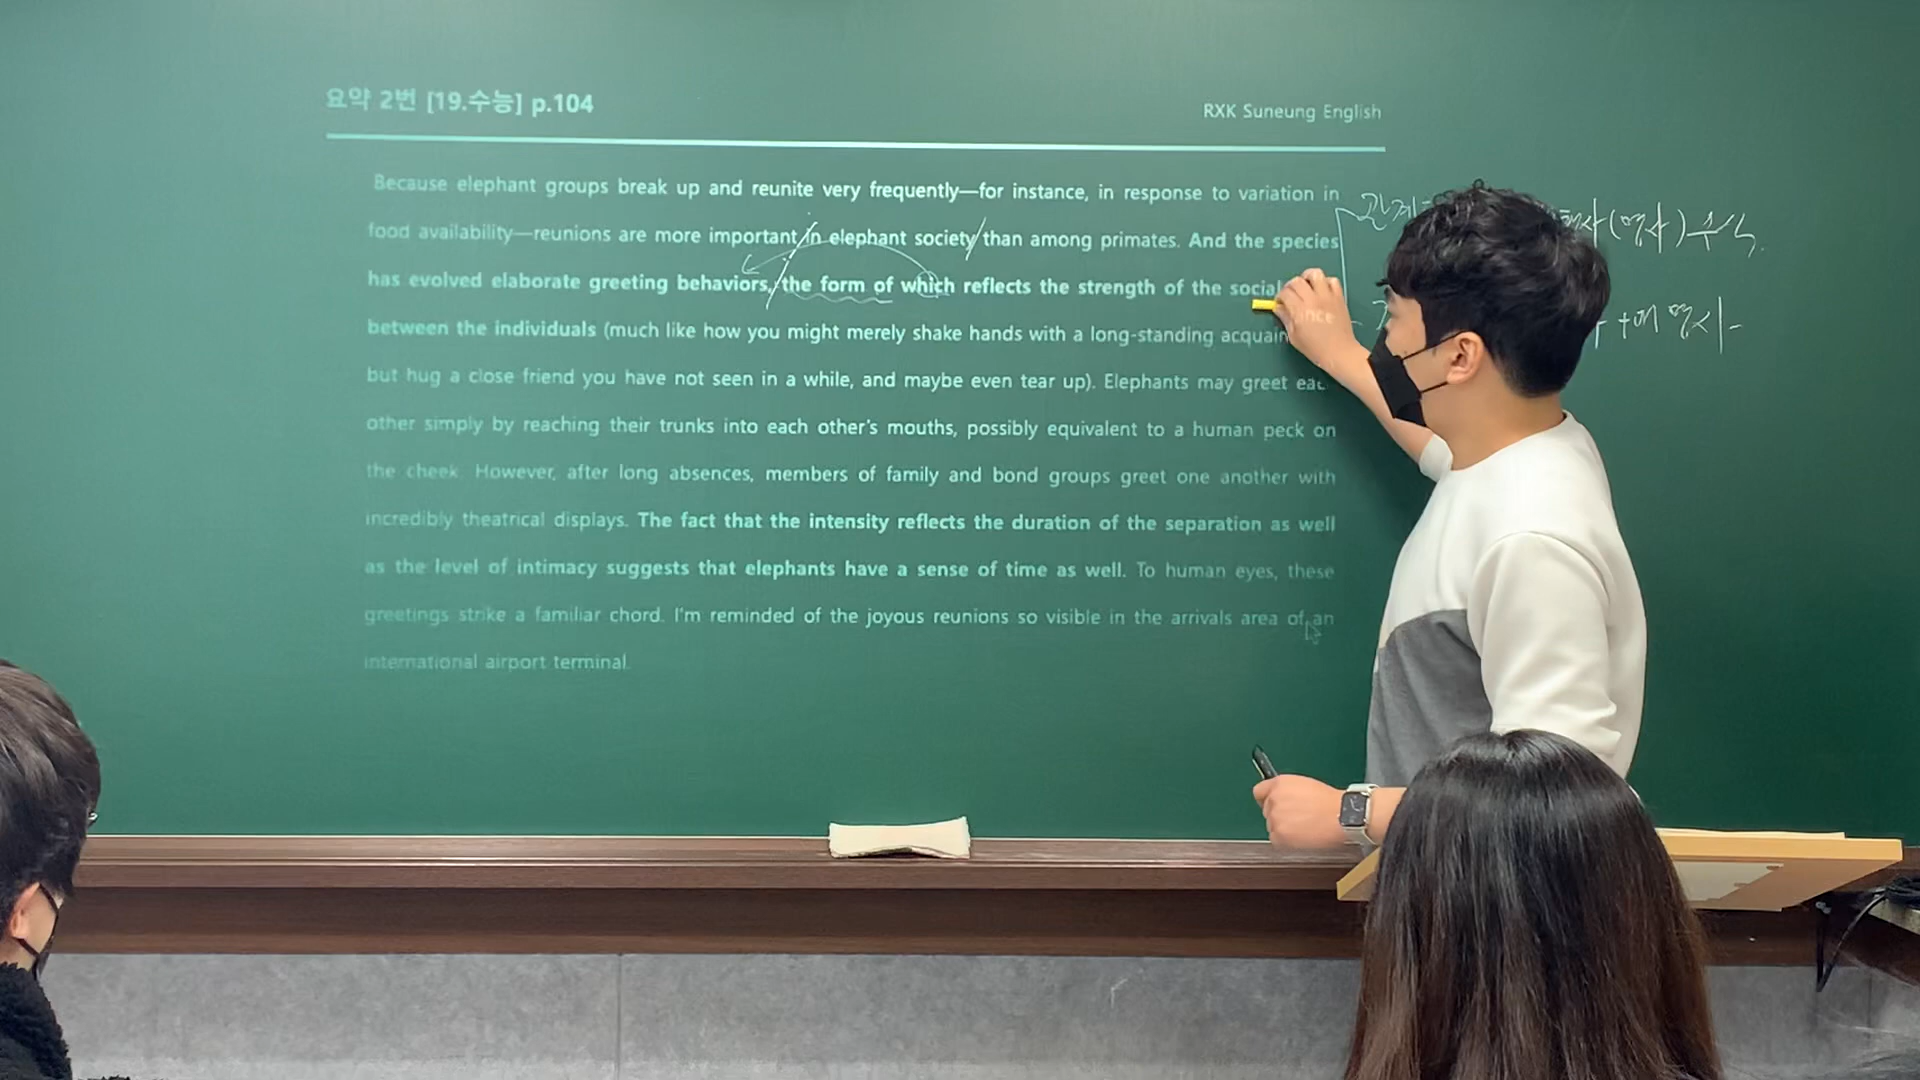 요약 2번 [19.수능] p.104
RXK Suneung English
Because elephant groups break up and reunite very frequently—for instance, in response to variation in
food availability—reunions are more important in elephant society than among primates. And the species
has evolved elaborate greeting behaviors, the form of which reflects the strength of the social
between the individuals (much like how you might merely shake hands with a long-standing
but hug a close friend you have not seen in a while, and maybe even tear up). Elephants may greet
other simply by reaching their trunks into each other's mouths, possibly equivalent to a human peck on
the cheek. However, after long absences, members of family and bond groups greet one another with
incredibly theatrical displays. The fact that the intensity reflects the duration of the separation as well
as the level of intimacy suggests that elephants have a sense of time as well. To human eyes, these
greetings strike a familiar chord. I'm reminded of the joyous reunions so visible in the arrivals area of an
international airport terminal.
관계
(명사) 수식.